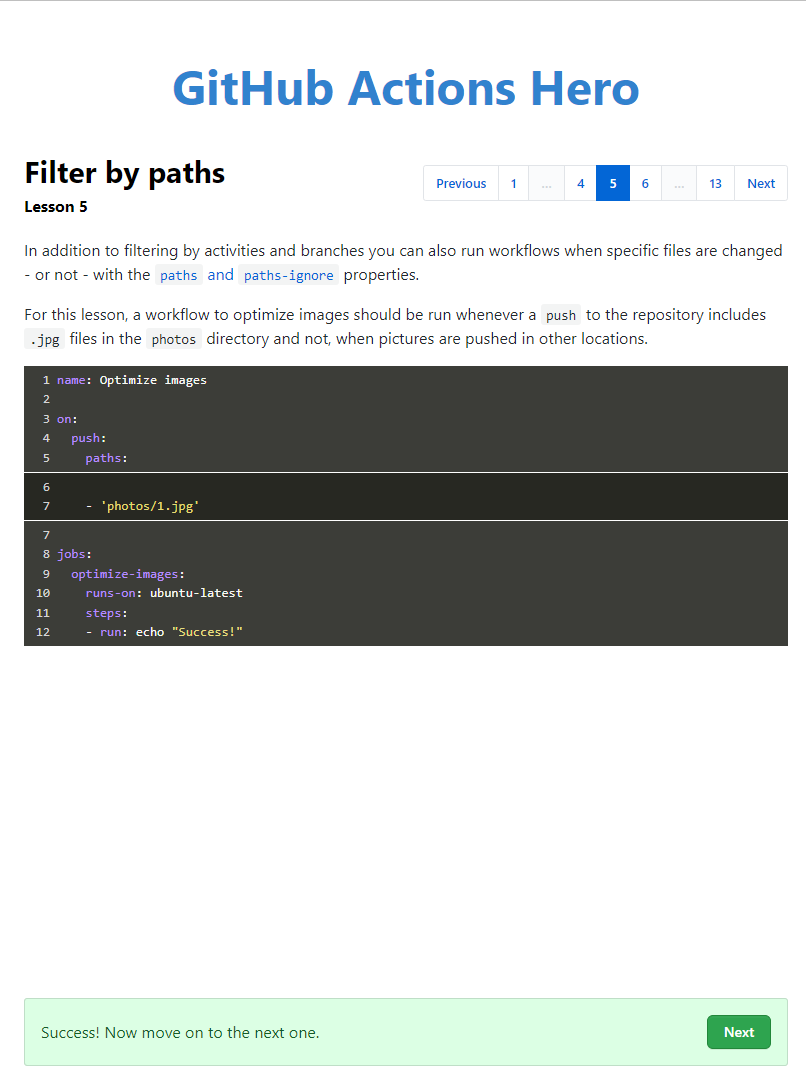 GitHub Actions Hero
Filter by paths
Lesson 5
Previous 1 ... 4 5 6 ... 13 Next
In addition to filtering by activities and branches you can also run workflows when specific files are changed
- or not - with the paths and paths-ignore properties.
For this lesson, a workflow to optimize images should be run whenever a push to the repository includes
.jpg files in the photos directory and not, when pictures are pushed in other locations.
1 name: Optimize images
2
3 on:
4   push:
5     paths:
6
7     - 'photos/1.jpg'
7
8 jobs:
9   optimize-images:
10     runs-on: ubuntu-latest
11     steps:
12     - run: echo "Success!"
Success! Now move on to the next one.
Next